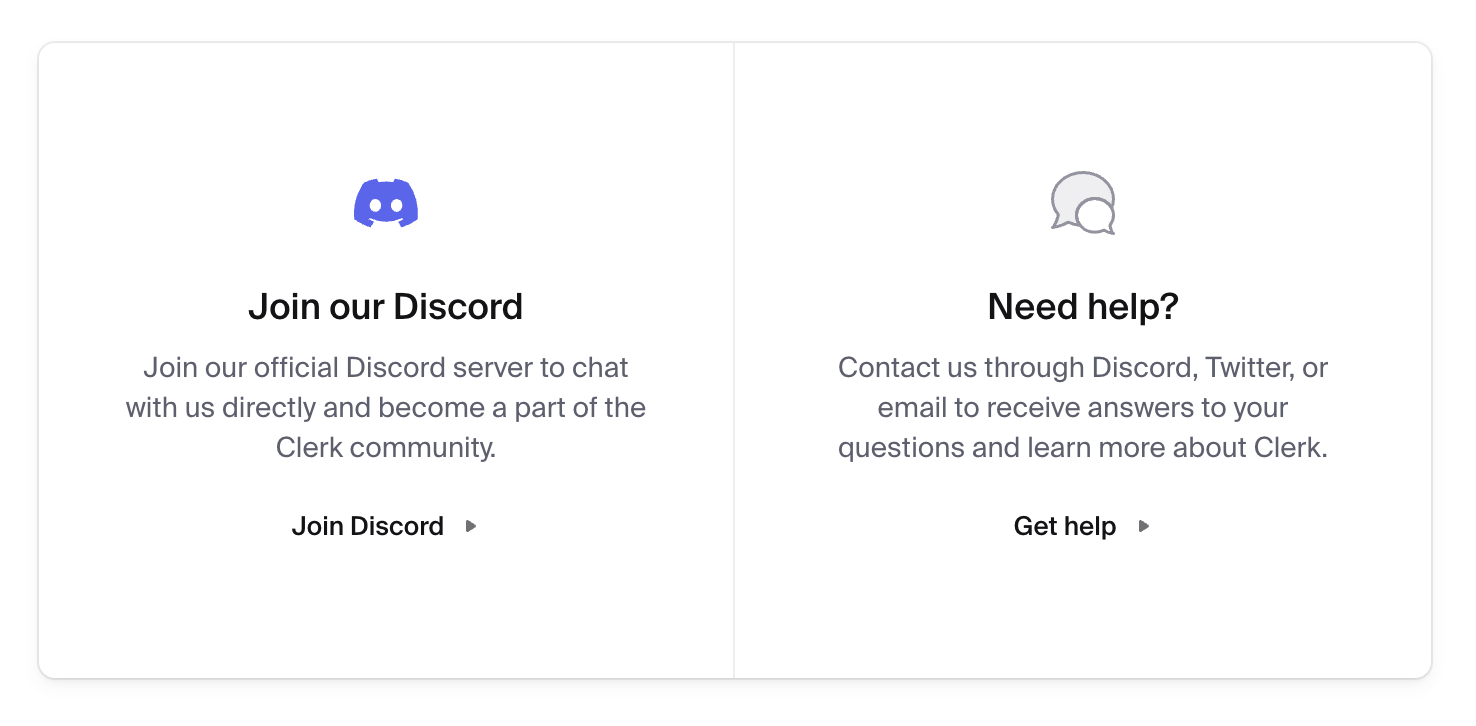 Join our Discord
Join our official Discord server to chat
with us directly and become a part of the
Clerk community.
Join Discord
Need help?
Contact us through Discord, Twitter, or
email to receive answers to your
questions and learn more about Clerk.
Get help